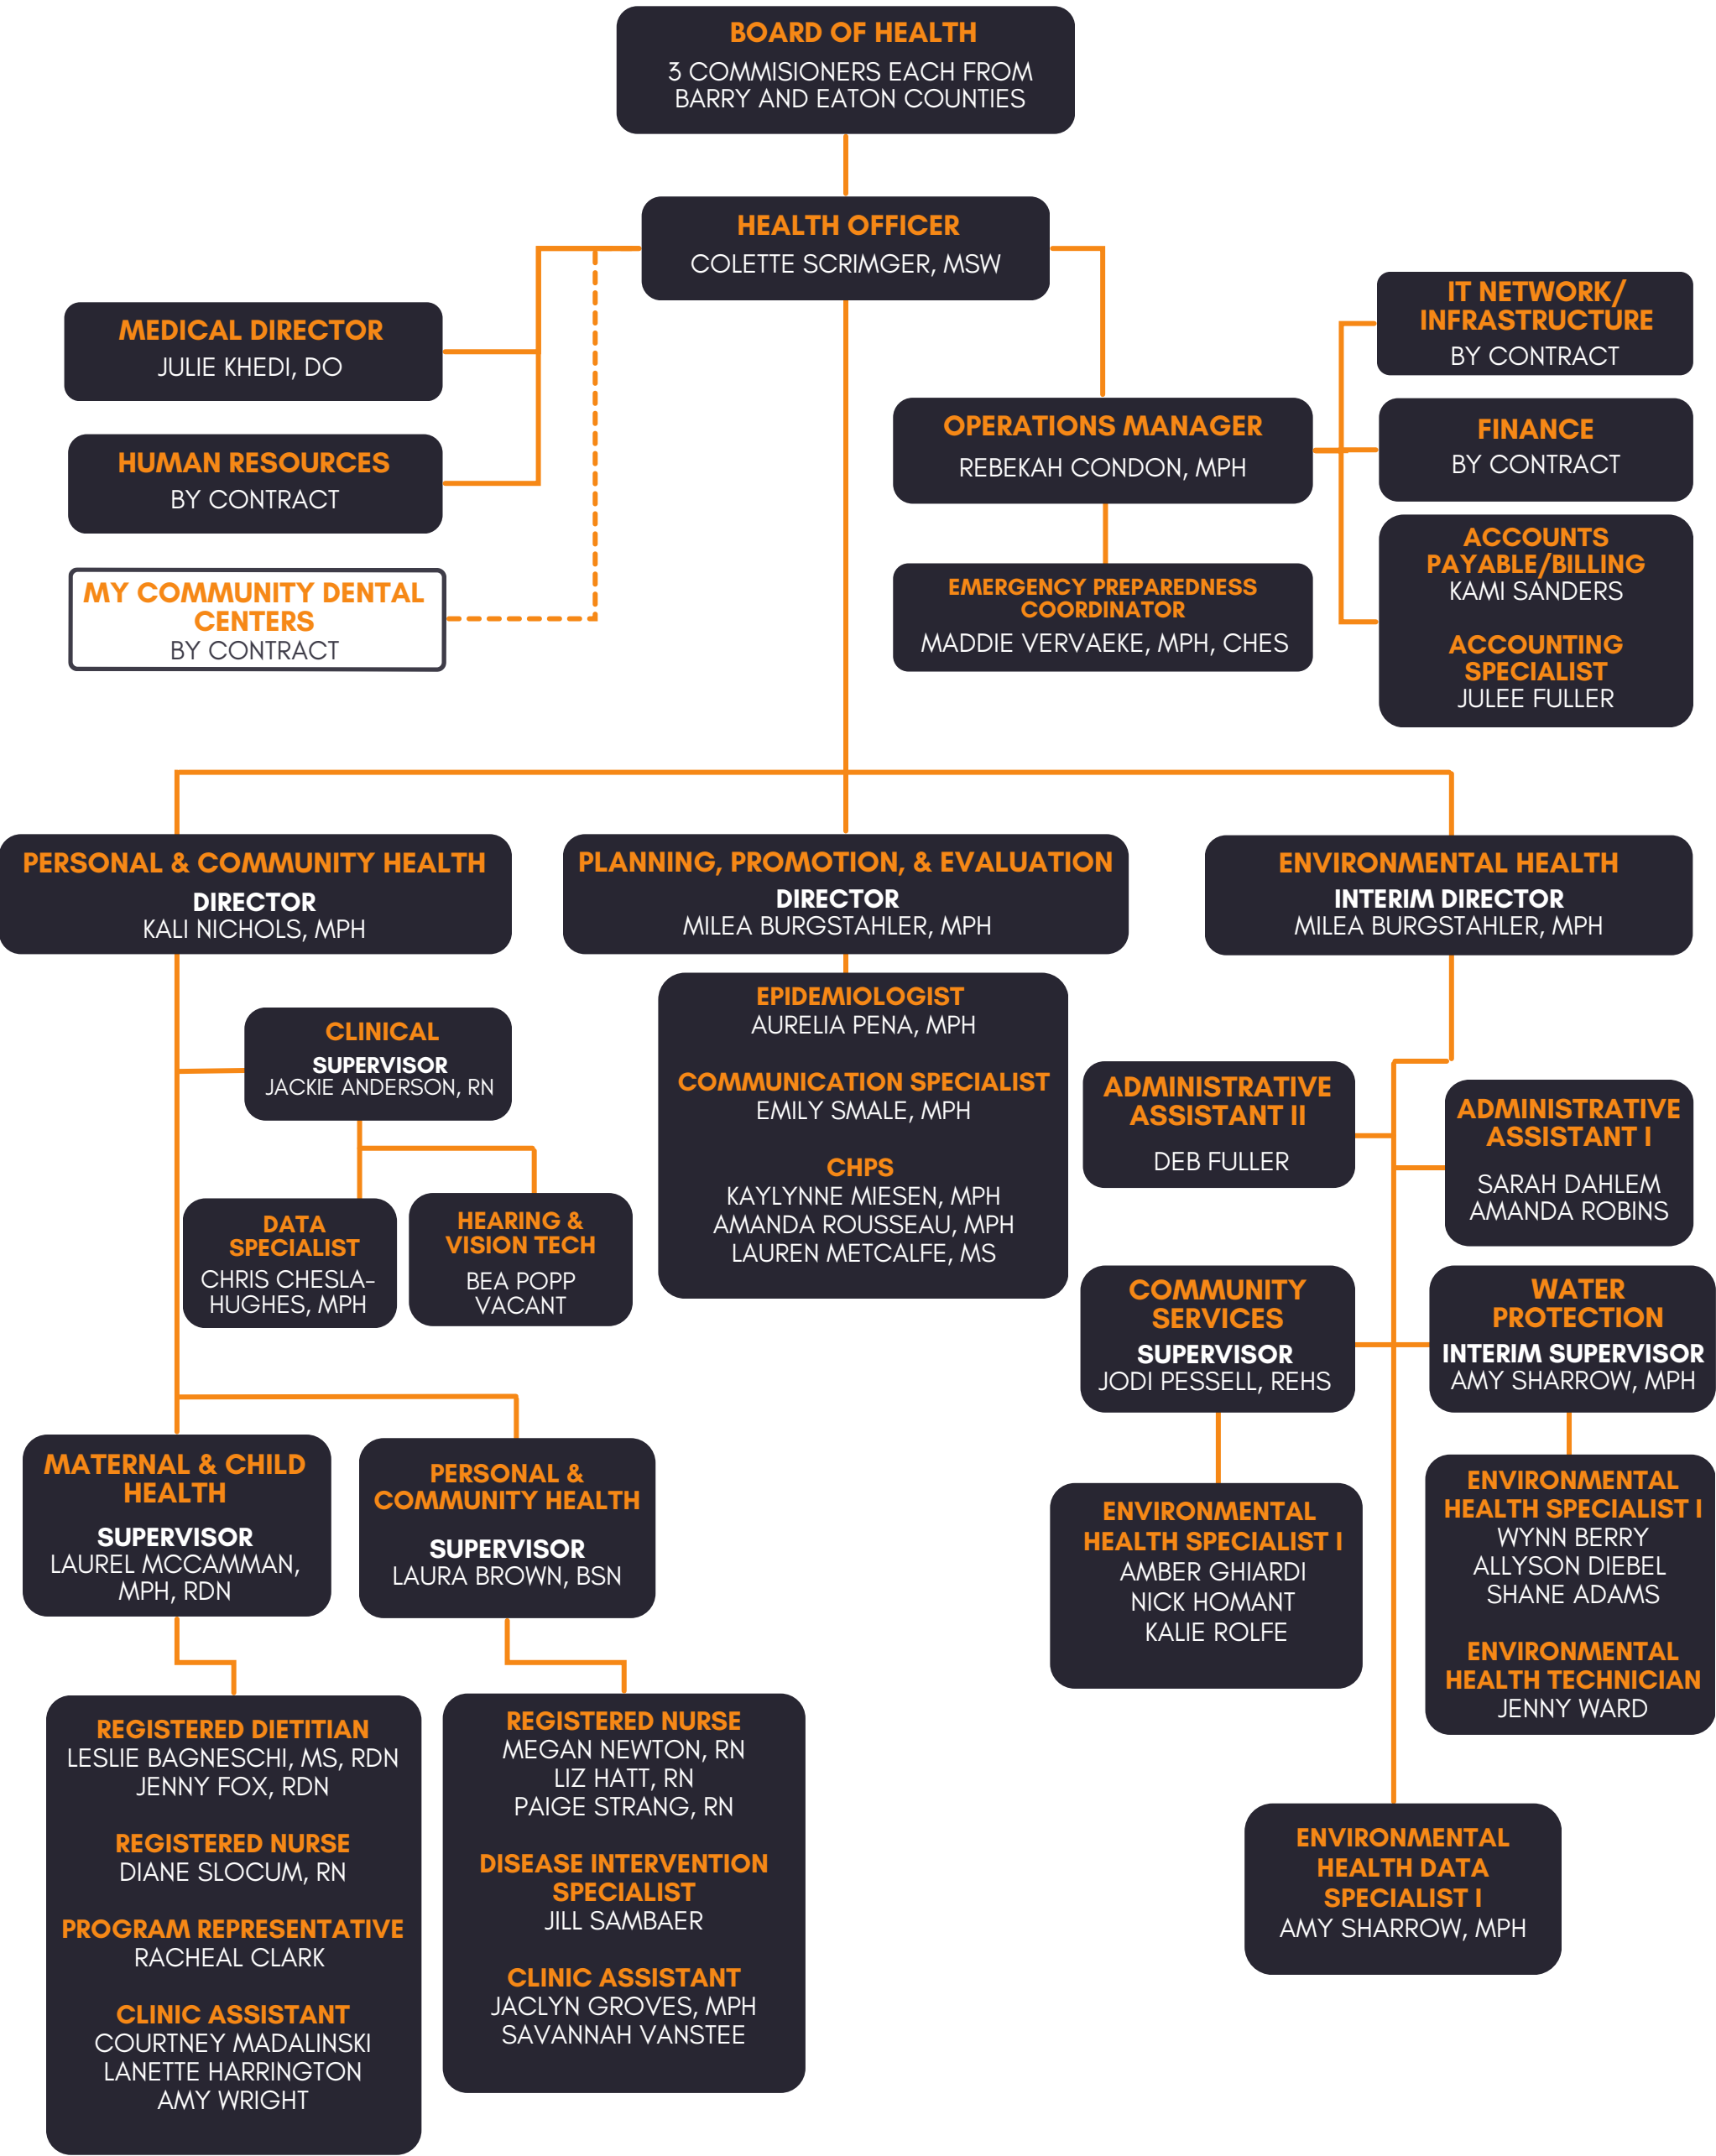 BOARD OF HEALTH
3 COMMISIONERS EACH FROM
BARRY AND EATON COUNTIES
HEALTH OFFICER
COLETTE SCRIMGER, MSW
MEDICAL DIRECTOR
JULIE KHEDI, DO
HUMAN RESOURCES
BY CONTRACT
MY COMMUNITY DENTAL
CENTERS
BY CONTRACT
OPERATIONS MANAGER
REBEKAH CONDON, MPH
EMERGENCY PREPAREDNESS
COORDINATOR
MADDIE VERVAEKE, MPH, CHES
IT NETWORK/
INFRASTRUCTURE
BY CONTRACT
FINANCE
BY CONTRACT
ACCOUNTS
PAYABLE/BILLING
KAMI SANDERS
ACCOUNTING
SPECIALIST
JULEE FULLER
PERSONAL & COMMUNITY HEALTH
DIRECTOR
KALI NICHOLS, MPH
CLINICAL
SUPERVISOR
JACKIE ANDERSON, RN
DATA
SPECIALIST
CHRIS CHESLA-
HUGHES, MPH
HEARING &
VISION TECH
BEA POPP
VACANT
MATERNAL & CHILD
HEALTH
SUPERVISOR
LAUREL MCCAMMAN,
MPH, RDN
PERSONAL &
COMMUNITY HEALTH
SUPERVISOR
LAURA BROWN, BSN
REGISTERED DIETITIAN
LESLIE BAGNESCHI, MS, RDN
JENNY FOX, RDN
REGISTERED NURSE
DIANE SLOCUM, RN
PROGRAM REPRESENTATIVE
RACHEAL CLARK
CLINIC ASSISTANT
COURTNEY MADALINSKI
LANETTE HARRINGTON
AMY WRIGHT
REGISTERED NURSE
MEGAN NEWTON, RN
LIZ HATT, RN
PAIGE STRANG, RN
DISEASE INTERVENTION
SPECIALIST
JILL SAMBAER
CLINIC ASSISTANT
JACLYN GROVES, MPH
SAVANNAH VANSTEE
PLANNING, PROMOTION, & EVALUATION
DIRECTOR
MILEA BURGSTAHLER, MPH
EPIDEMIOLOGIST
AURELIA PENA, MPH
COMMUNICATION SPECIALIST
EMILY SMALE, MPH
CHPS
KAYLYNNE MIESEN, MPH
AMANDA ROUSSEAU, MPH
LAUREN METCALFE, MS
ENVIRONMENTAL HEALTH
INTERIM DIRECTOR
MILEA BURGSTAHLER, MPH
ADMINISTRATIVE
ASSISTANT II
DEB FULLER
ADMINISTRATIVE
ASSISTANT I
SARAH DAHLEM
AMANDA ROBINS
COMMUNITY
SERVICES
SUPERVISOR
JODI PESSELL, REHS
WATER
PROTECTION
INTERIM SUPERVISOR
AMY SHARROW, MPH
ENVIRONMENTAL
HEALTH SPECIALIST I
AMBER GHIARDI
NICK HOMANT
KALIE ROLFE
ENVIRONMENTAL
HEALTH SPECIALIST I
WYNN BERRY
ALLYSON DIEBEL
SHANE ADAMS
ENVIRONMENTAL
HEALTH TECHNICIAN
JENNY WARD
ENVIRONMENTAL
HEALTH DATA
SPECIALIST I
AMY SHARROW, MPH